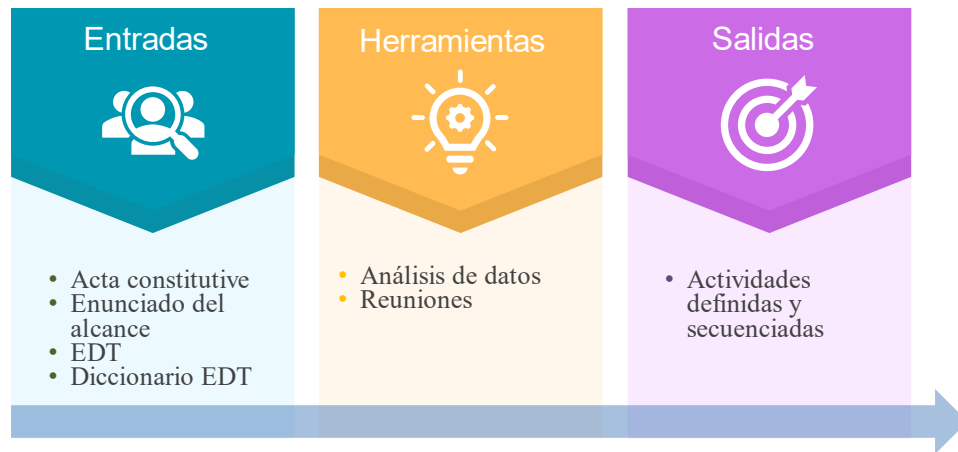 Entradas
• Acta constitutive
• Enunciado del
alcance
• EDT
• Diccionario EDT
Herramientas
• Análisis de datos
• Reuniones
Salidas
• Actividades
definidas y
secuenciadas